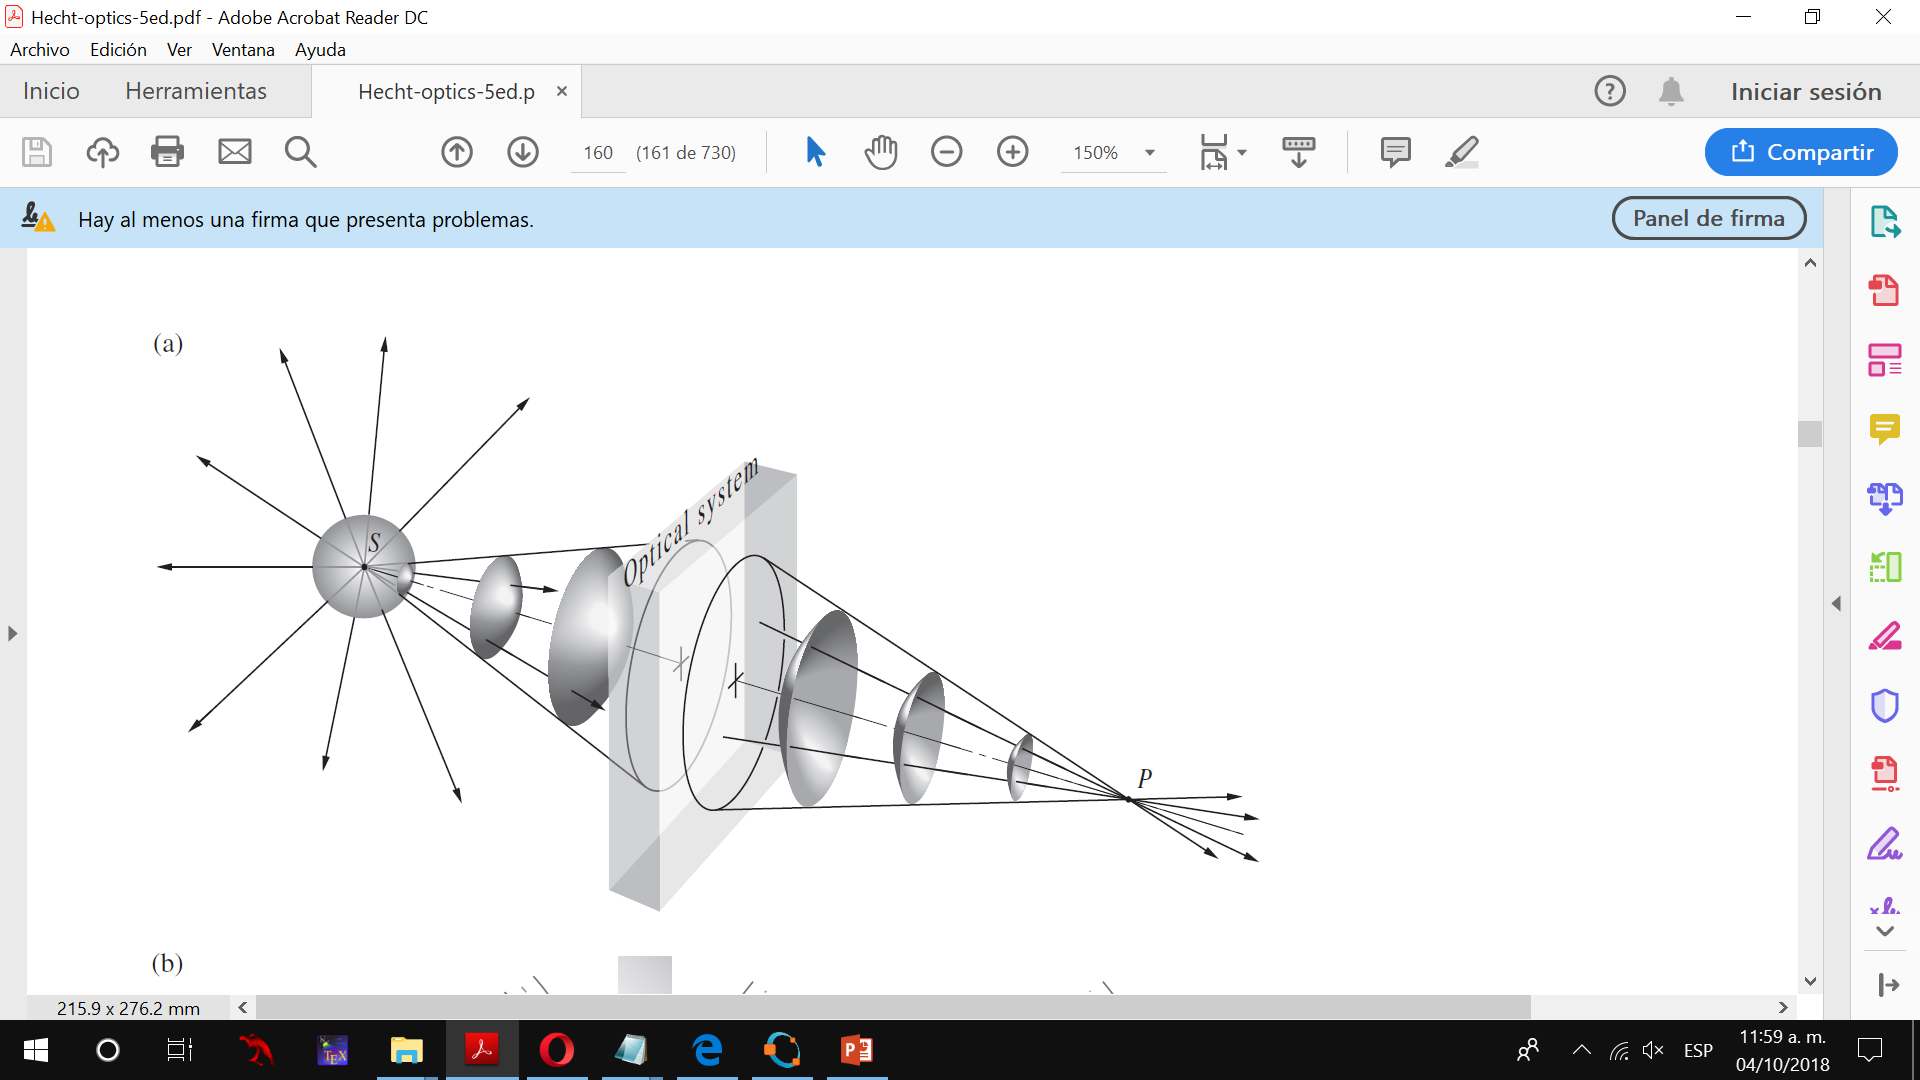 Hecht-optics-5ed.pdf - Adobe Acrobat Reader DC
Archivo Edición Ver Ventana Ayuda
Inicio Herramientas Hecht-optics-5ed.p × Iniciar sesión
160 (161 de 730) 150% Compartir
Hay al menos una firma que presenta problemas. Panel de firma
(a)
Optical system
S
P
(b)
215.9 x 276.2 mm
TEX
ESP
11:59 a. m.
04/10/2018